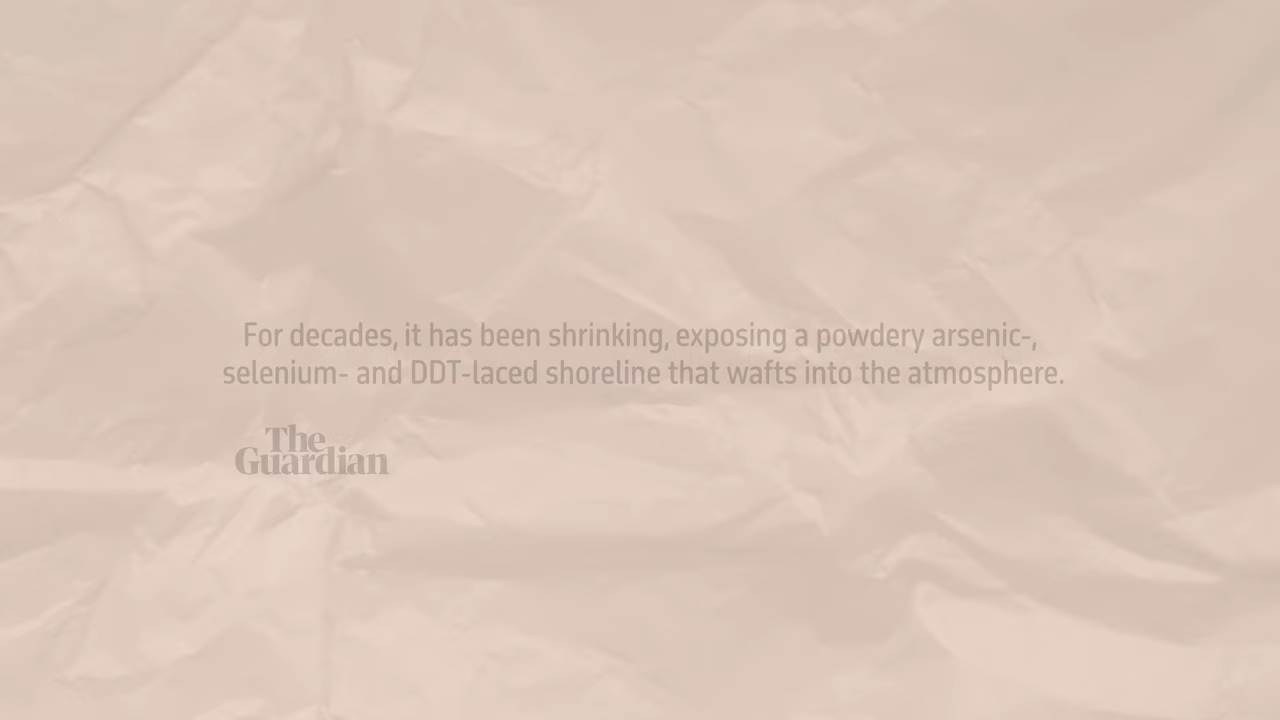 For decades, it has been shrinking, exposing a powdery arsenic-,
selenium- and DDT-laced shoreline that wafts into the atmosphere.
The
Guardian